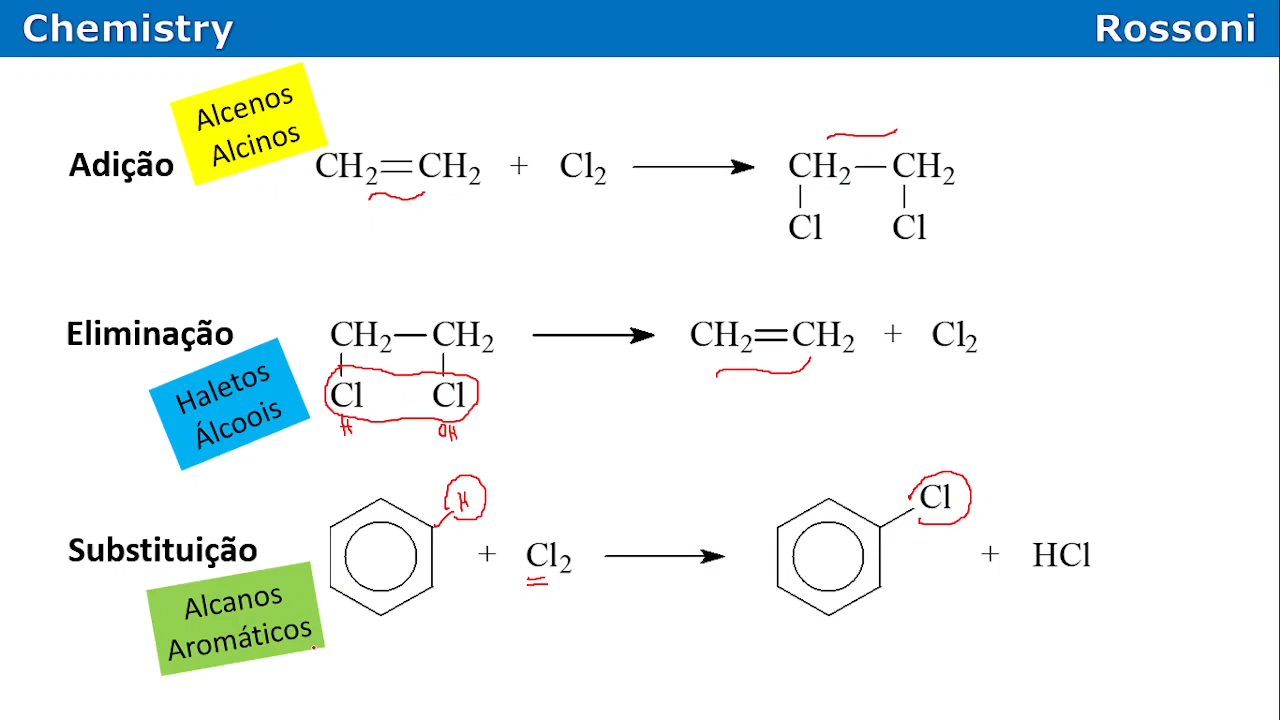 Chemistry Rossoni
Alcenos
Alcinos
Adição CH₂=CH₂ + Cl₂ ⟶ CH₂—CH₂
Cl Cl
Eliminação CH₂—CH₂ ⟶ CH₂=CH₂ + Cl₂
Cl Cl
H OH
Haletos
Álcoois
H Cl
Substituição + Cl₂ ⟶ + HCl
Alcanos
Aromáticos